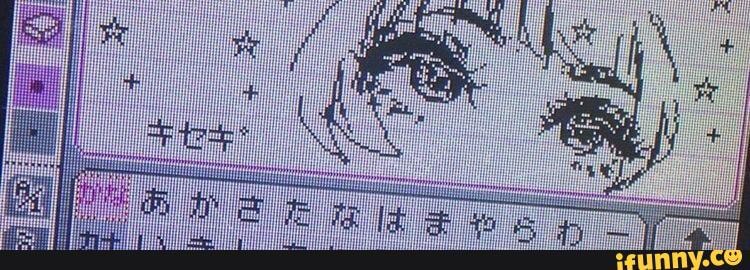 キセキ°
かな あ か さ た な は ま や ら わ ー
ifunny.co